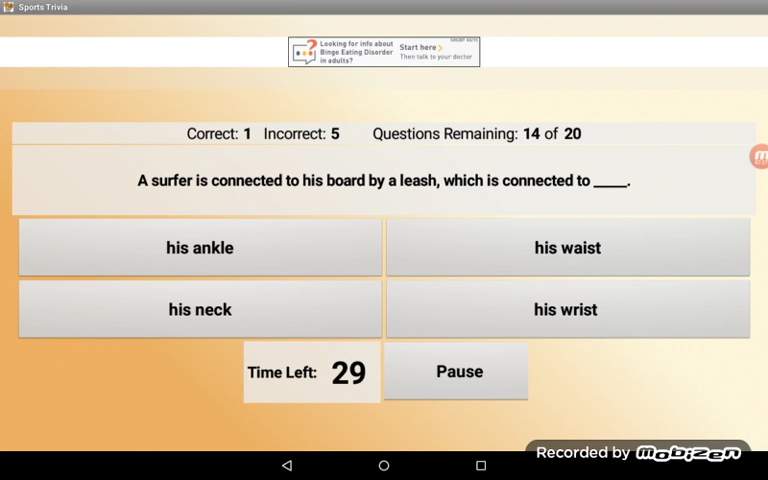 Sports Trivia
Looking for info about
Binge Eating Disorder
in adults?
Start here >
Then talk to your doctor
Correct: 1 Incorrect: 5 Questions Remaining: 14 of 20
A surfer is connected to his board by a leash, which is connected to ____.
his ankle
his waist
his neck
his wrist
Time Left: 29
Pause
Recorded by mobizen